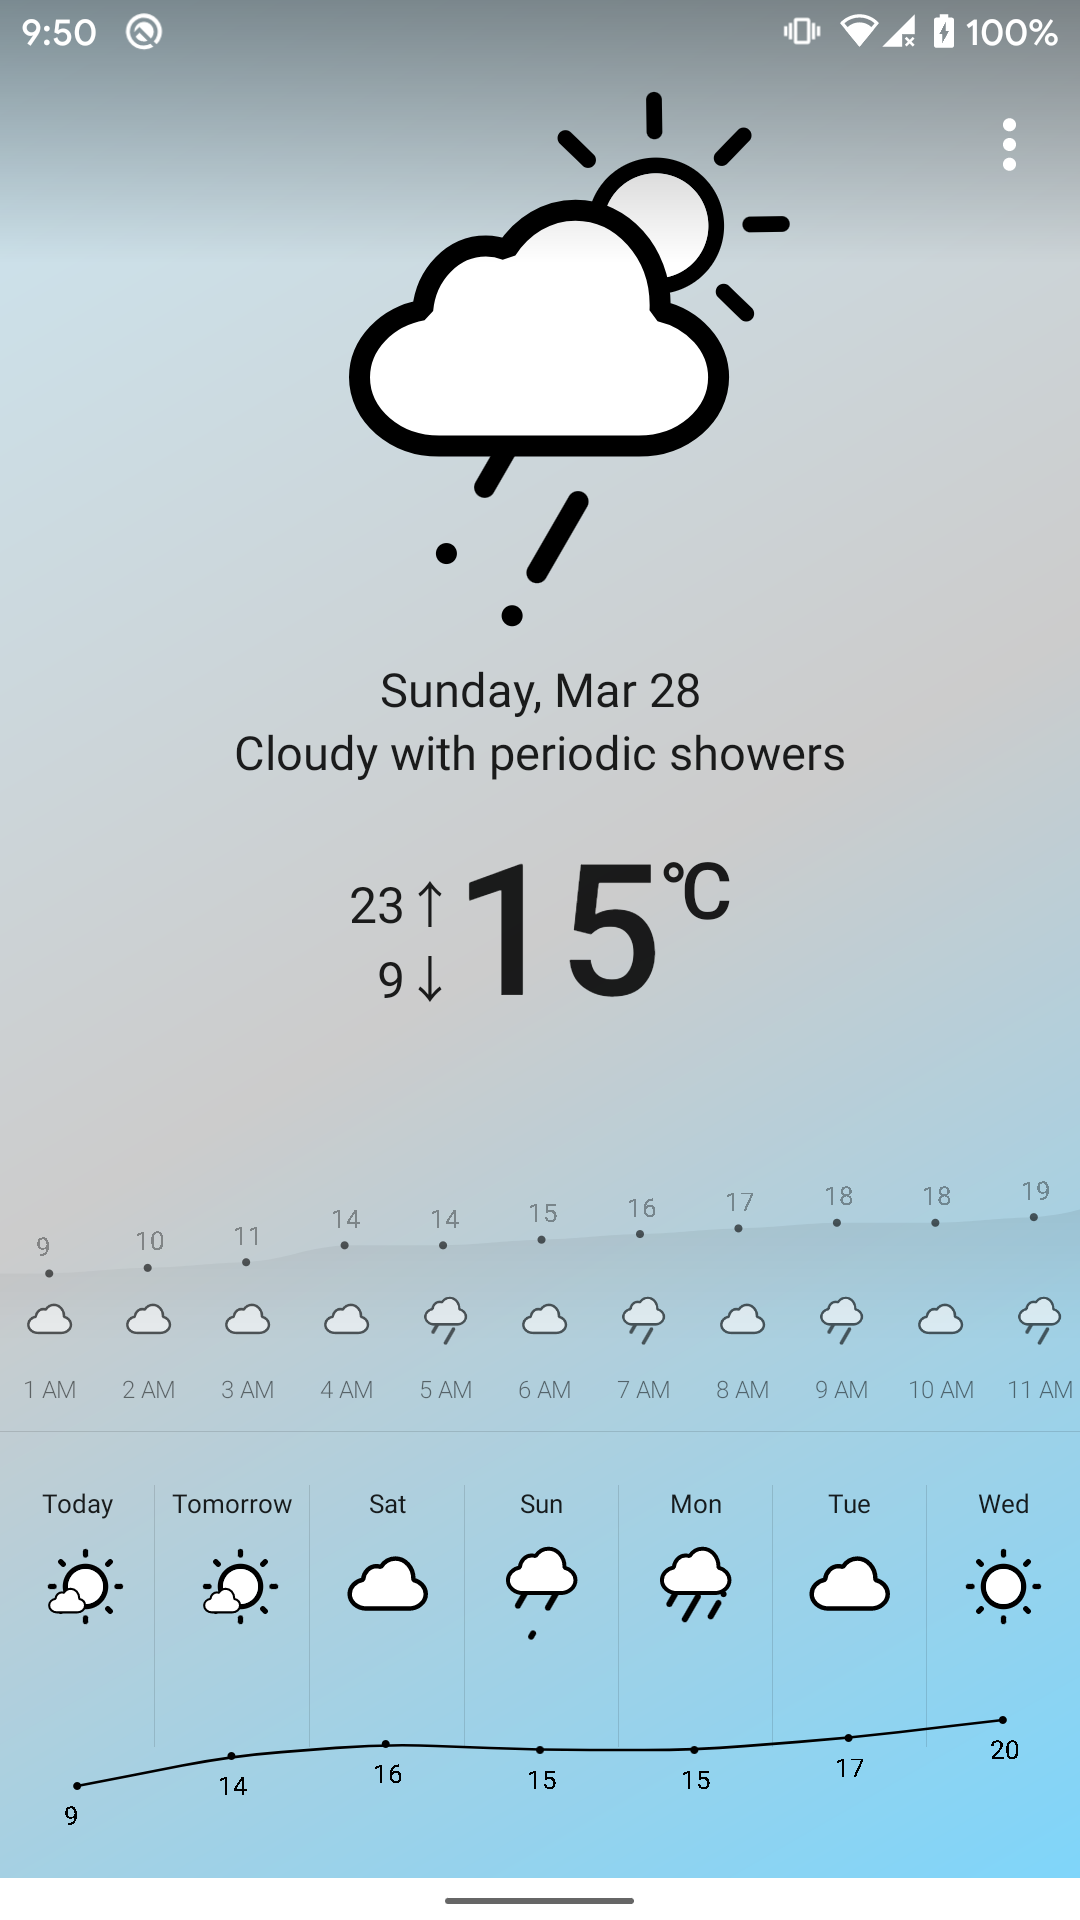 9:50 100%
Sunday, Mar 28
Cloudy with periodic showers
23↑ 15°C
9↓
9 10 11 14 14 15 16 17 18 18 19
1 AM 2 AM 3 AM 4 AM 5 AM 6 AM 7 AM 8 AM 9 AM 10 AM 11 AM
Today Tomorrow Sat Sun Mon Tue Wed
9 14 16 15 15 17 20